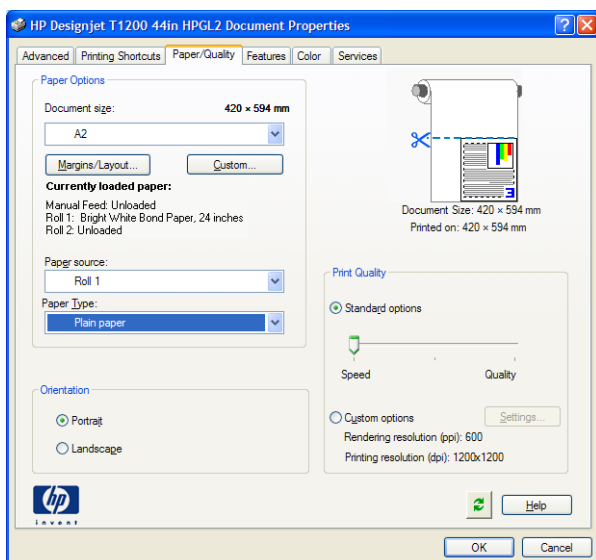 HP Designjet T1200 44in HPGL2 Document Properties
Advanced Printing Shortcuts Paper/Quality Features Color Services
Paper Options
Document size: 420 × 594 mm
A2
Margins/Layout... Custom...
Currently loaded paper:
Manual Feed: Unloaded
Roll 1: Bright White Bond Paper, 24 inches
Roll 2: Unloaded
Paper source:
Roll 1
Paper Type:
Plain paper
Orientation
Portrait
Landscape
3
Document Size: 420 × 594 mm
Printed on: 420 × 594 mm
Print Quality
Standard options
Speed Quality
Custom options Settings...
Rendering resolution (ppi): 600
Printing resolution (dpi): 1200x1200
hp
invent
Help
OK Cancel